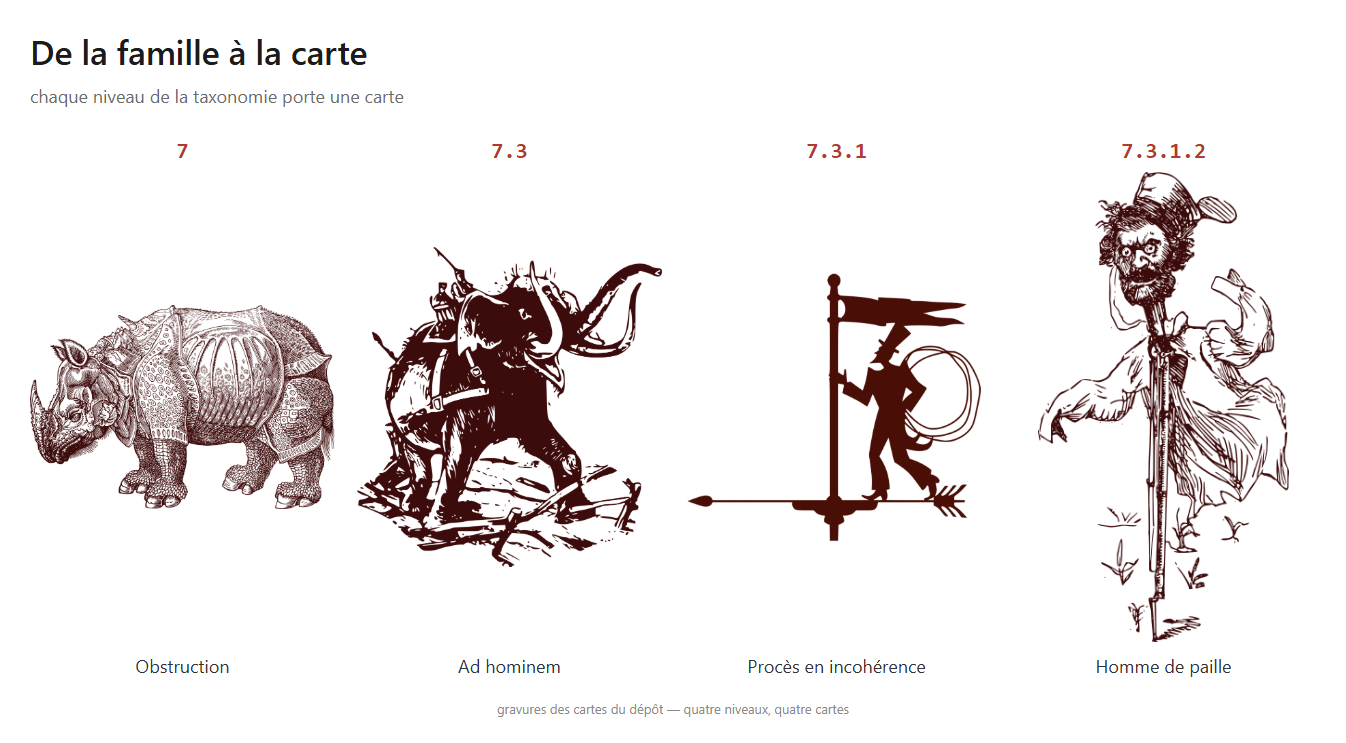 De la famille à la carte
chaque niveau de la taxonomie porte une carte
7
7.3
7.3.1
7.3.1.2
Obstruction
Ad hominem
Procès en incohérence
Homme de paille
gravures des cartes du dépôt — quatre niveaux, quatre cartes